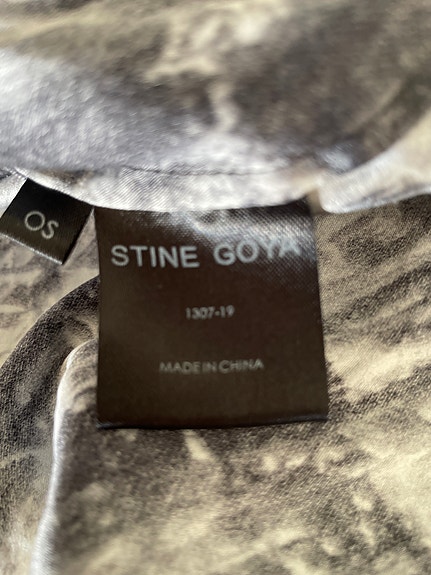 OS
STINE GOYA
1307-19
MADE IN CHINA